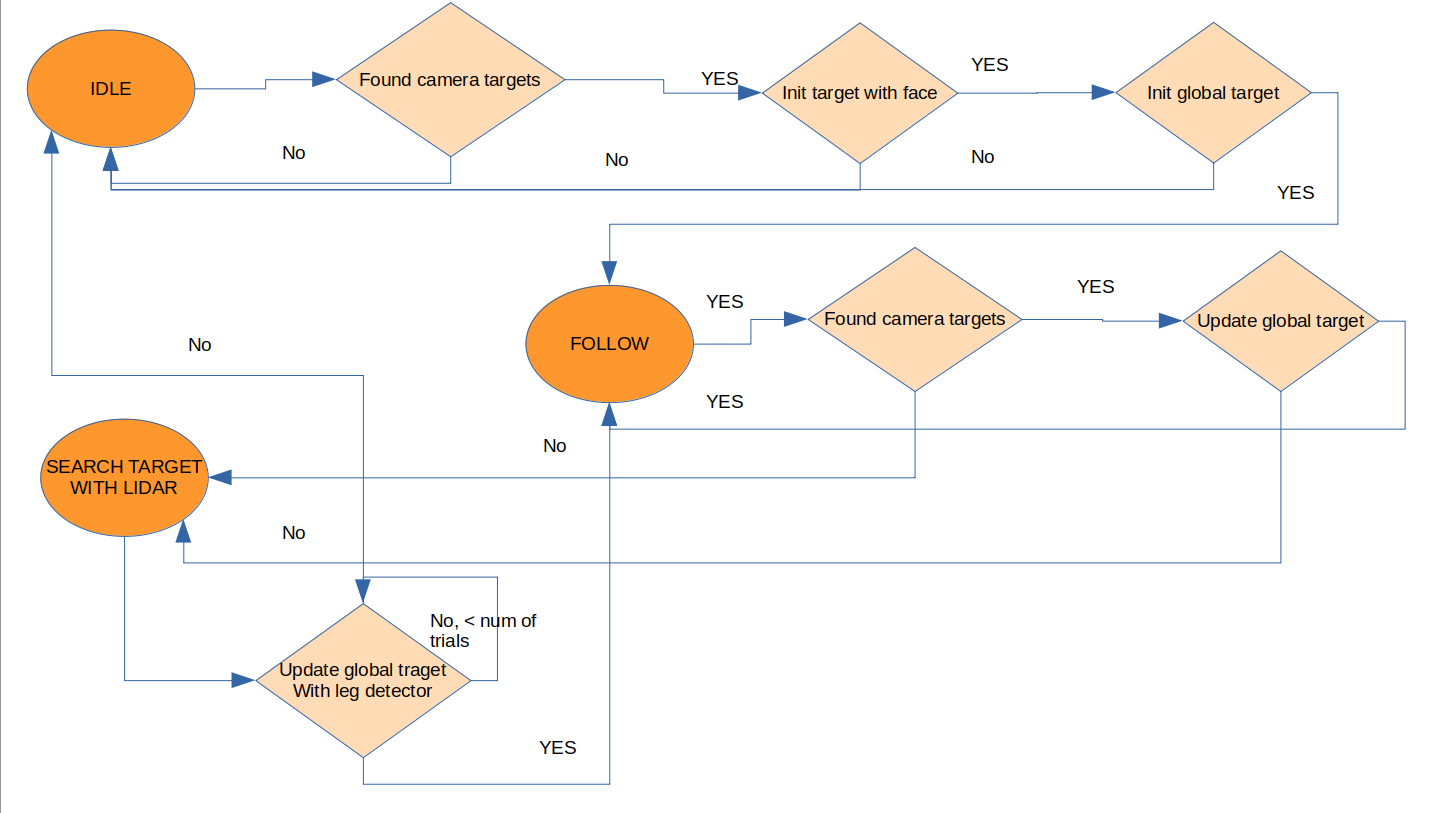 IDLE
Found camera targets
YES
Init target with face
YES
Init global target
No
No
No
YES
FOLLOW
YES
Found camera targets
YES
Update global target
No
YES
No
SEARCH TARGET
WITH LIDAR
No
No, < num of
trials
Update global traget
With leg detector
YES